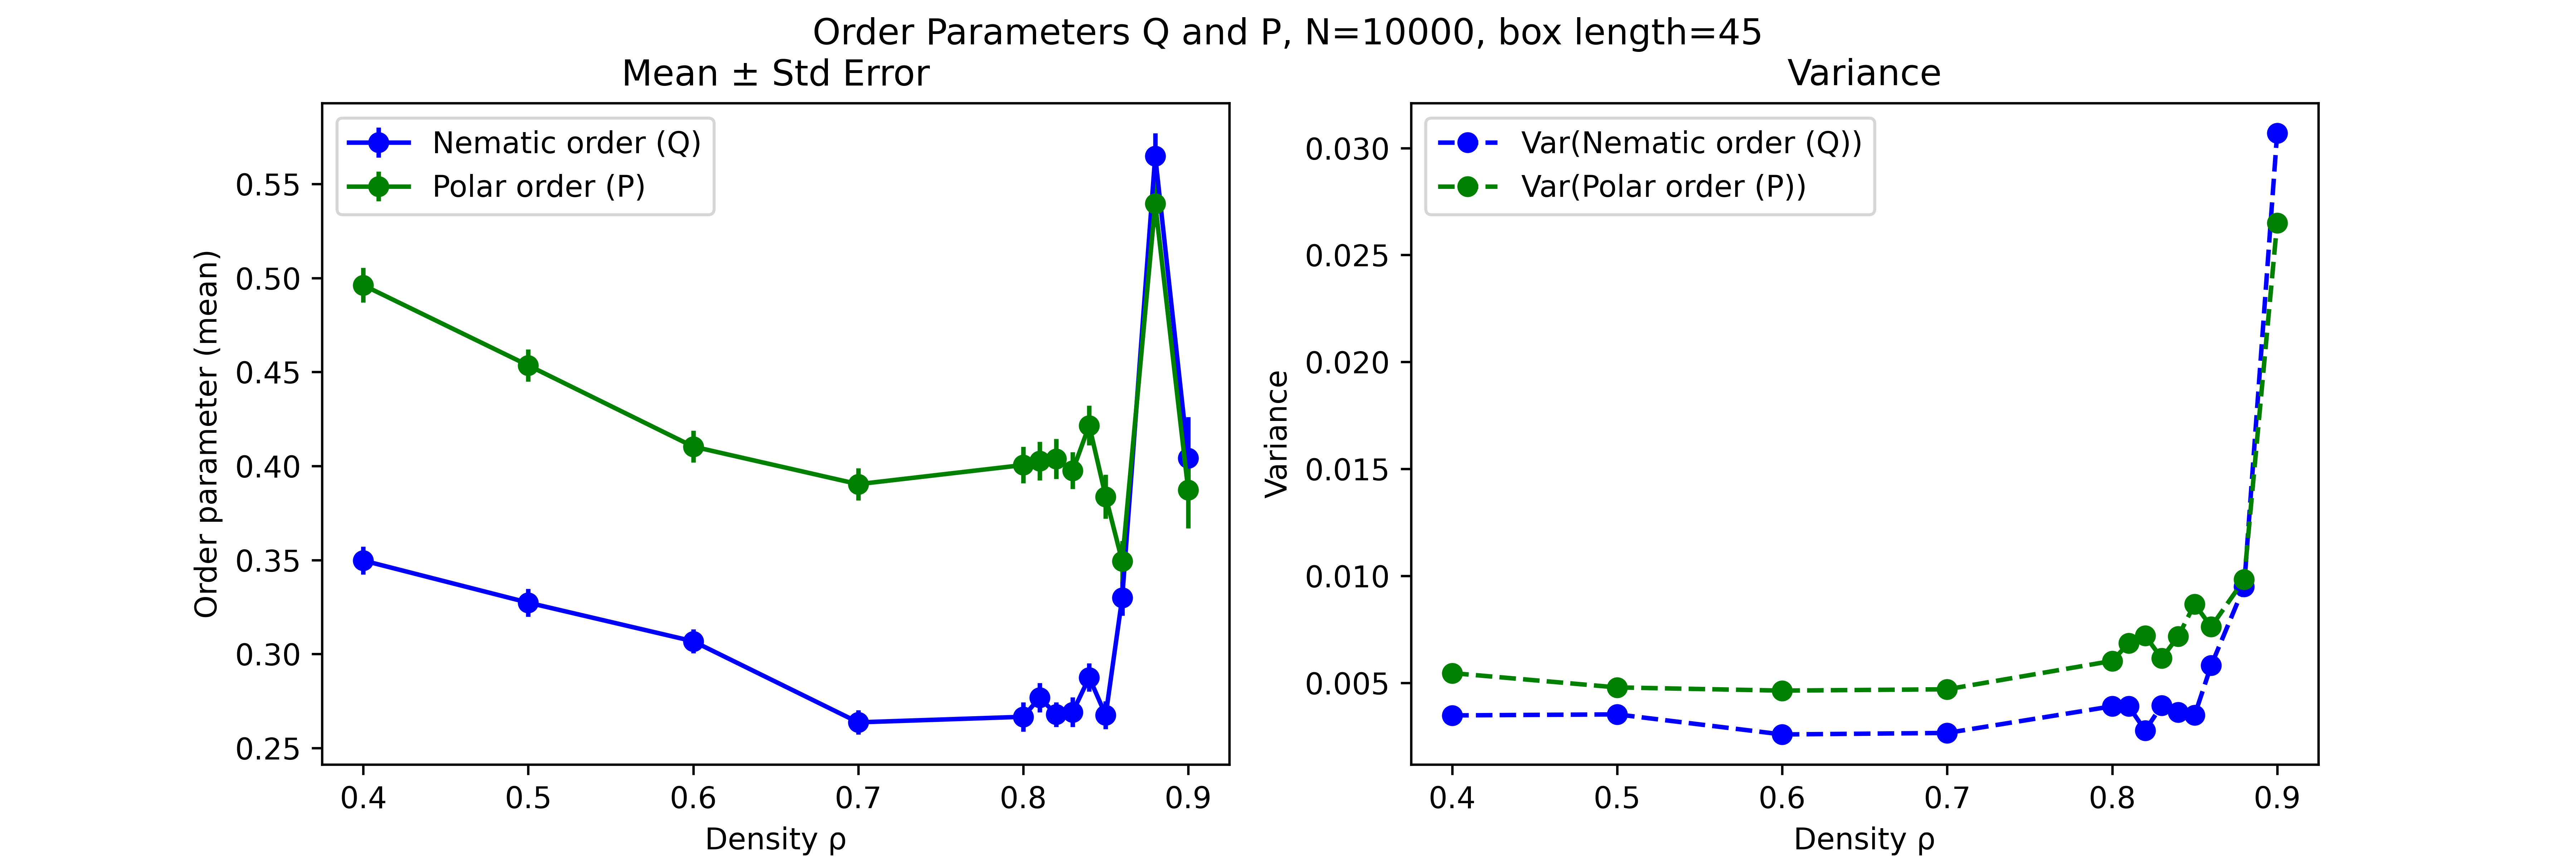 Order Parameters Q and P, N=10000, box length=45
Mean ± Std Error
Nematic order (Q)
Polar order (P)
Order parameter (mean)
0.55
0.50
0.45
0.40
0.35
0.30
0.25
0.4 0.5 0.6 0.7 0.8 0.9
Density ρ
Variance
Var(Nematic order (Q))
Var(Polar order (P))
Variance
0.030
0.025
0.020
0.015
0.010
0.005
0.4 0.5 0.6 0.7 0.8 0.9
Density ρ